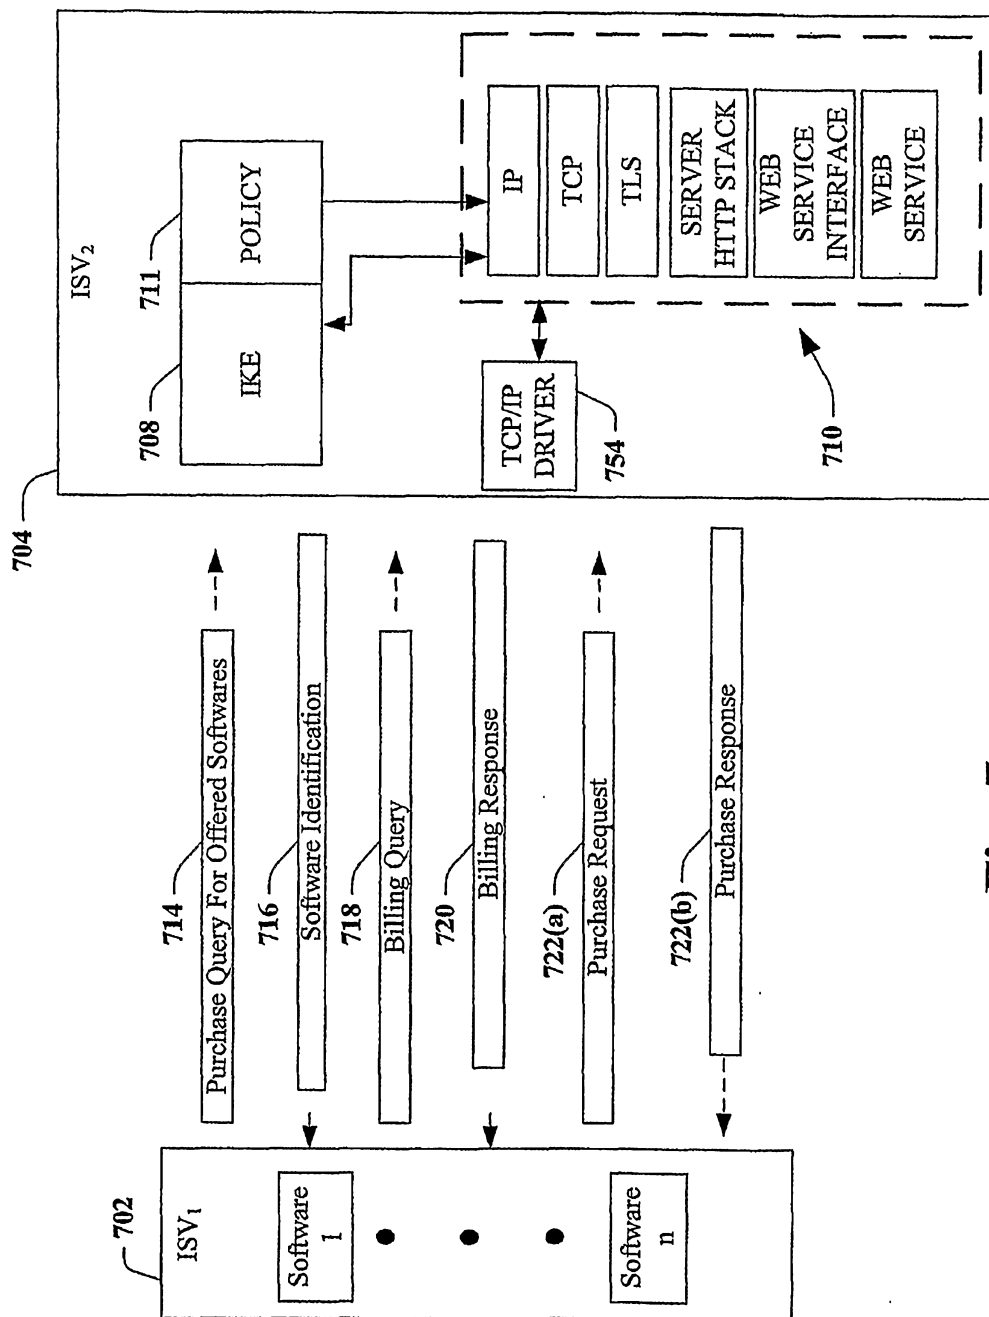 704
ISV2
708
711
IKE
POLICY
TCP/IP
DRIVER
754
IP
TCP
TLS
SERVER
HTTP STACK
WEB
SERVICE
INTERFACE
WEB
SERVICE
710
714
Purchase Query For Offered Softwares
716
Software Identification
718
Billing Query
720
Billing Response
722(a)
Purchase Request
722(b)
Purchase Response
702
ISV1
Software
1
Software
n